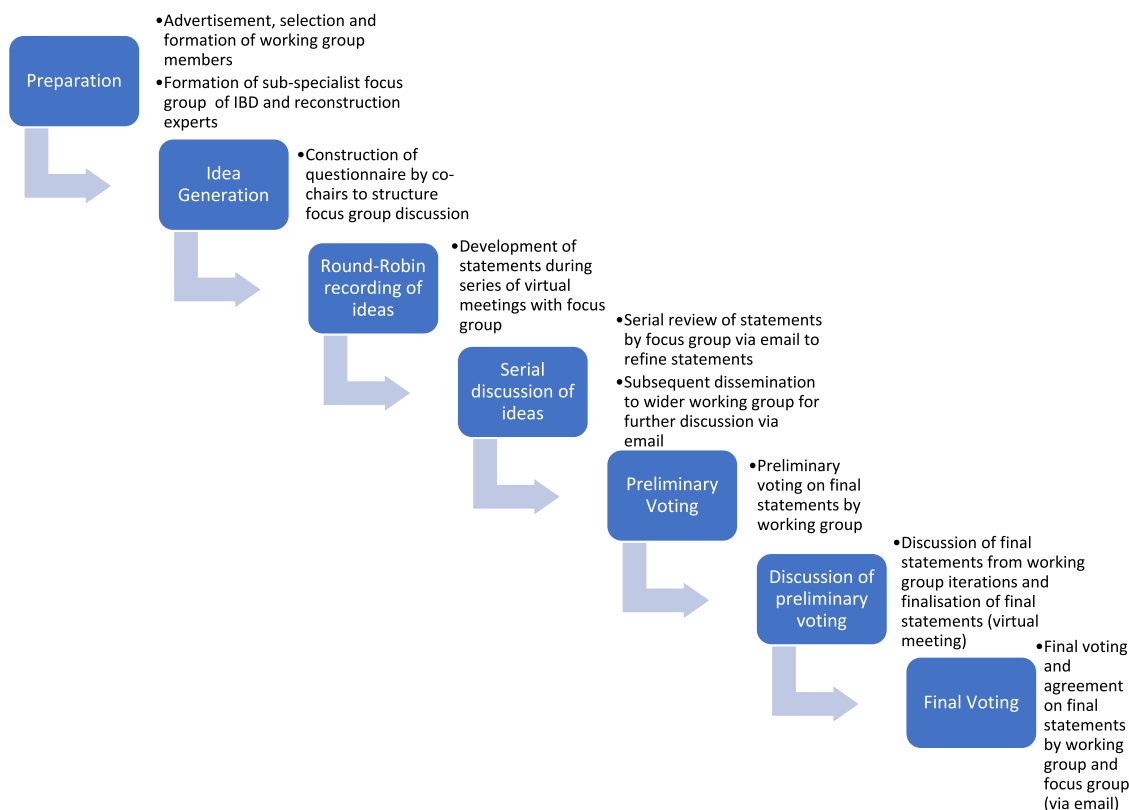 Preparation
•Advertisement, selection and
formation of working group
members
•Formation of sub-specialist focus
group of IBD and reconstruction
experts
Idea
Generation
•Construction of
questionnaire by co-
chairs to structure
focus group discussion
Round-Robin
recording of
ideas
•Development of
statements during
series of virtual
meetings with focus
group
Serial
discussion of
ideas
•Serial review of statements
by focus group via email to
refine statements
•Subsequent dissemination
to wider working group for
further discussion via
email
Preliminary
Voting
•Preliminary
voting on final
statements by
working group
Discussion of
preliminary
voting
•Discussion of final
statements from working
group iterations and
finalisation of final
statements (virtual
meeting)
Final Voting
•Final voting
and
agreement
on final
statements
by working
group and
focus group
(via email)